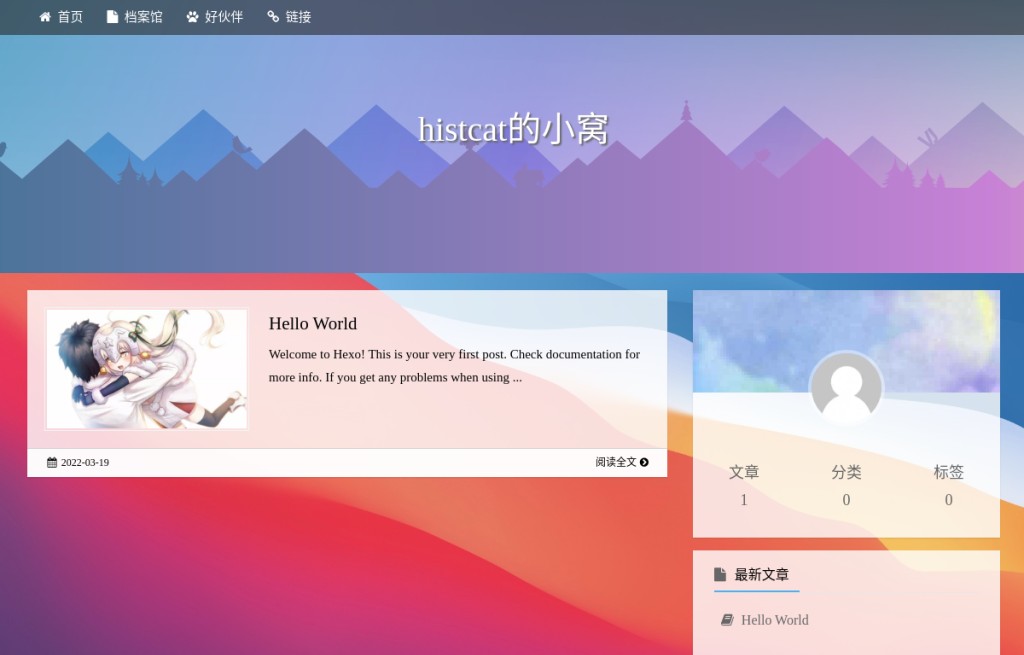 首页 档案馆 好伙伴 链接
histcat的小窝
Hello World
Welcome to Hexo! This is your very first post. Check documentation for
more info. If you get any problems when using ...
2022-03-19 阅读全文
文章 分类 标签
1 0 0
最新文章
Hello World